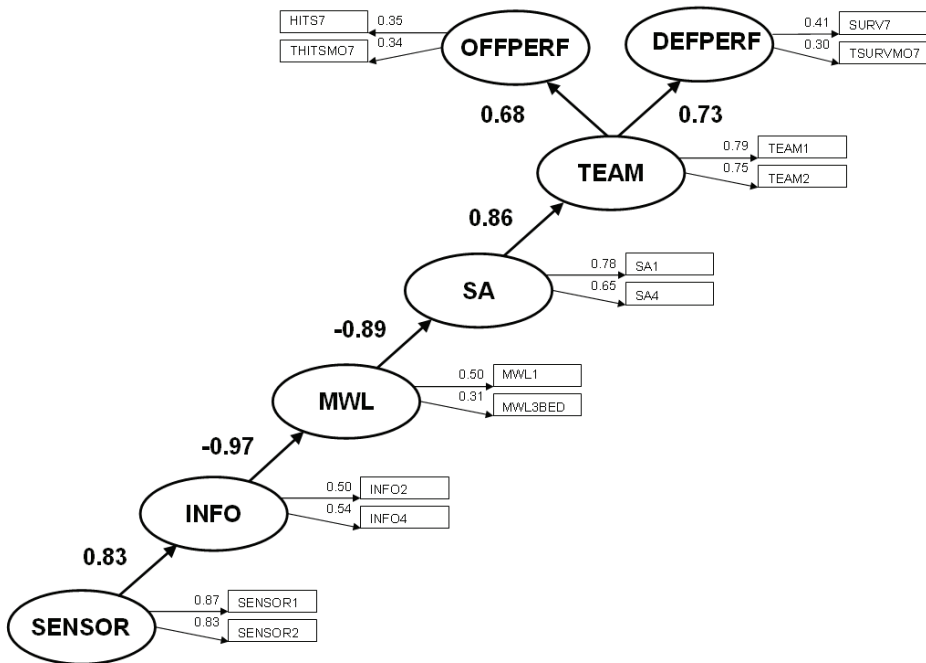 HITS7
0.35
THITSMO7
0.34
OFFPERF
DEFPERF
0.41
SURV7
0.30
TSURVMO7
0.68
0.73
TEAM
0.79
TEAM1
0.75
TEAM2
0.86
SA
0.78
SA1
0.65
SA4
-0.89
MWL
0.50
MWL1
0.31
MWL3BED
-0.97
INFO
0.50
INFO2
0.54
INFO4
0.83
SENSOR
0.87
SENSOR1
0.83
SENSOR2